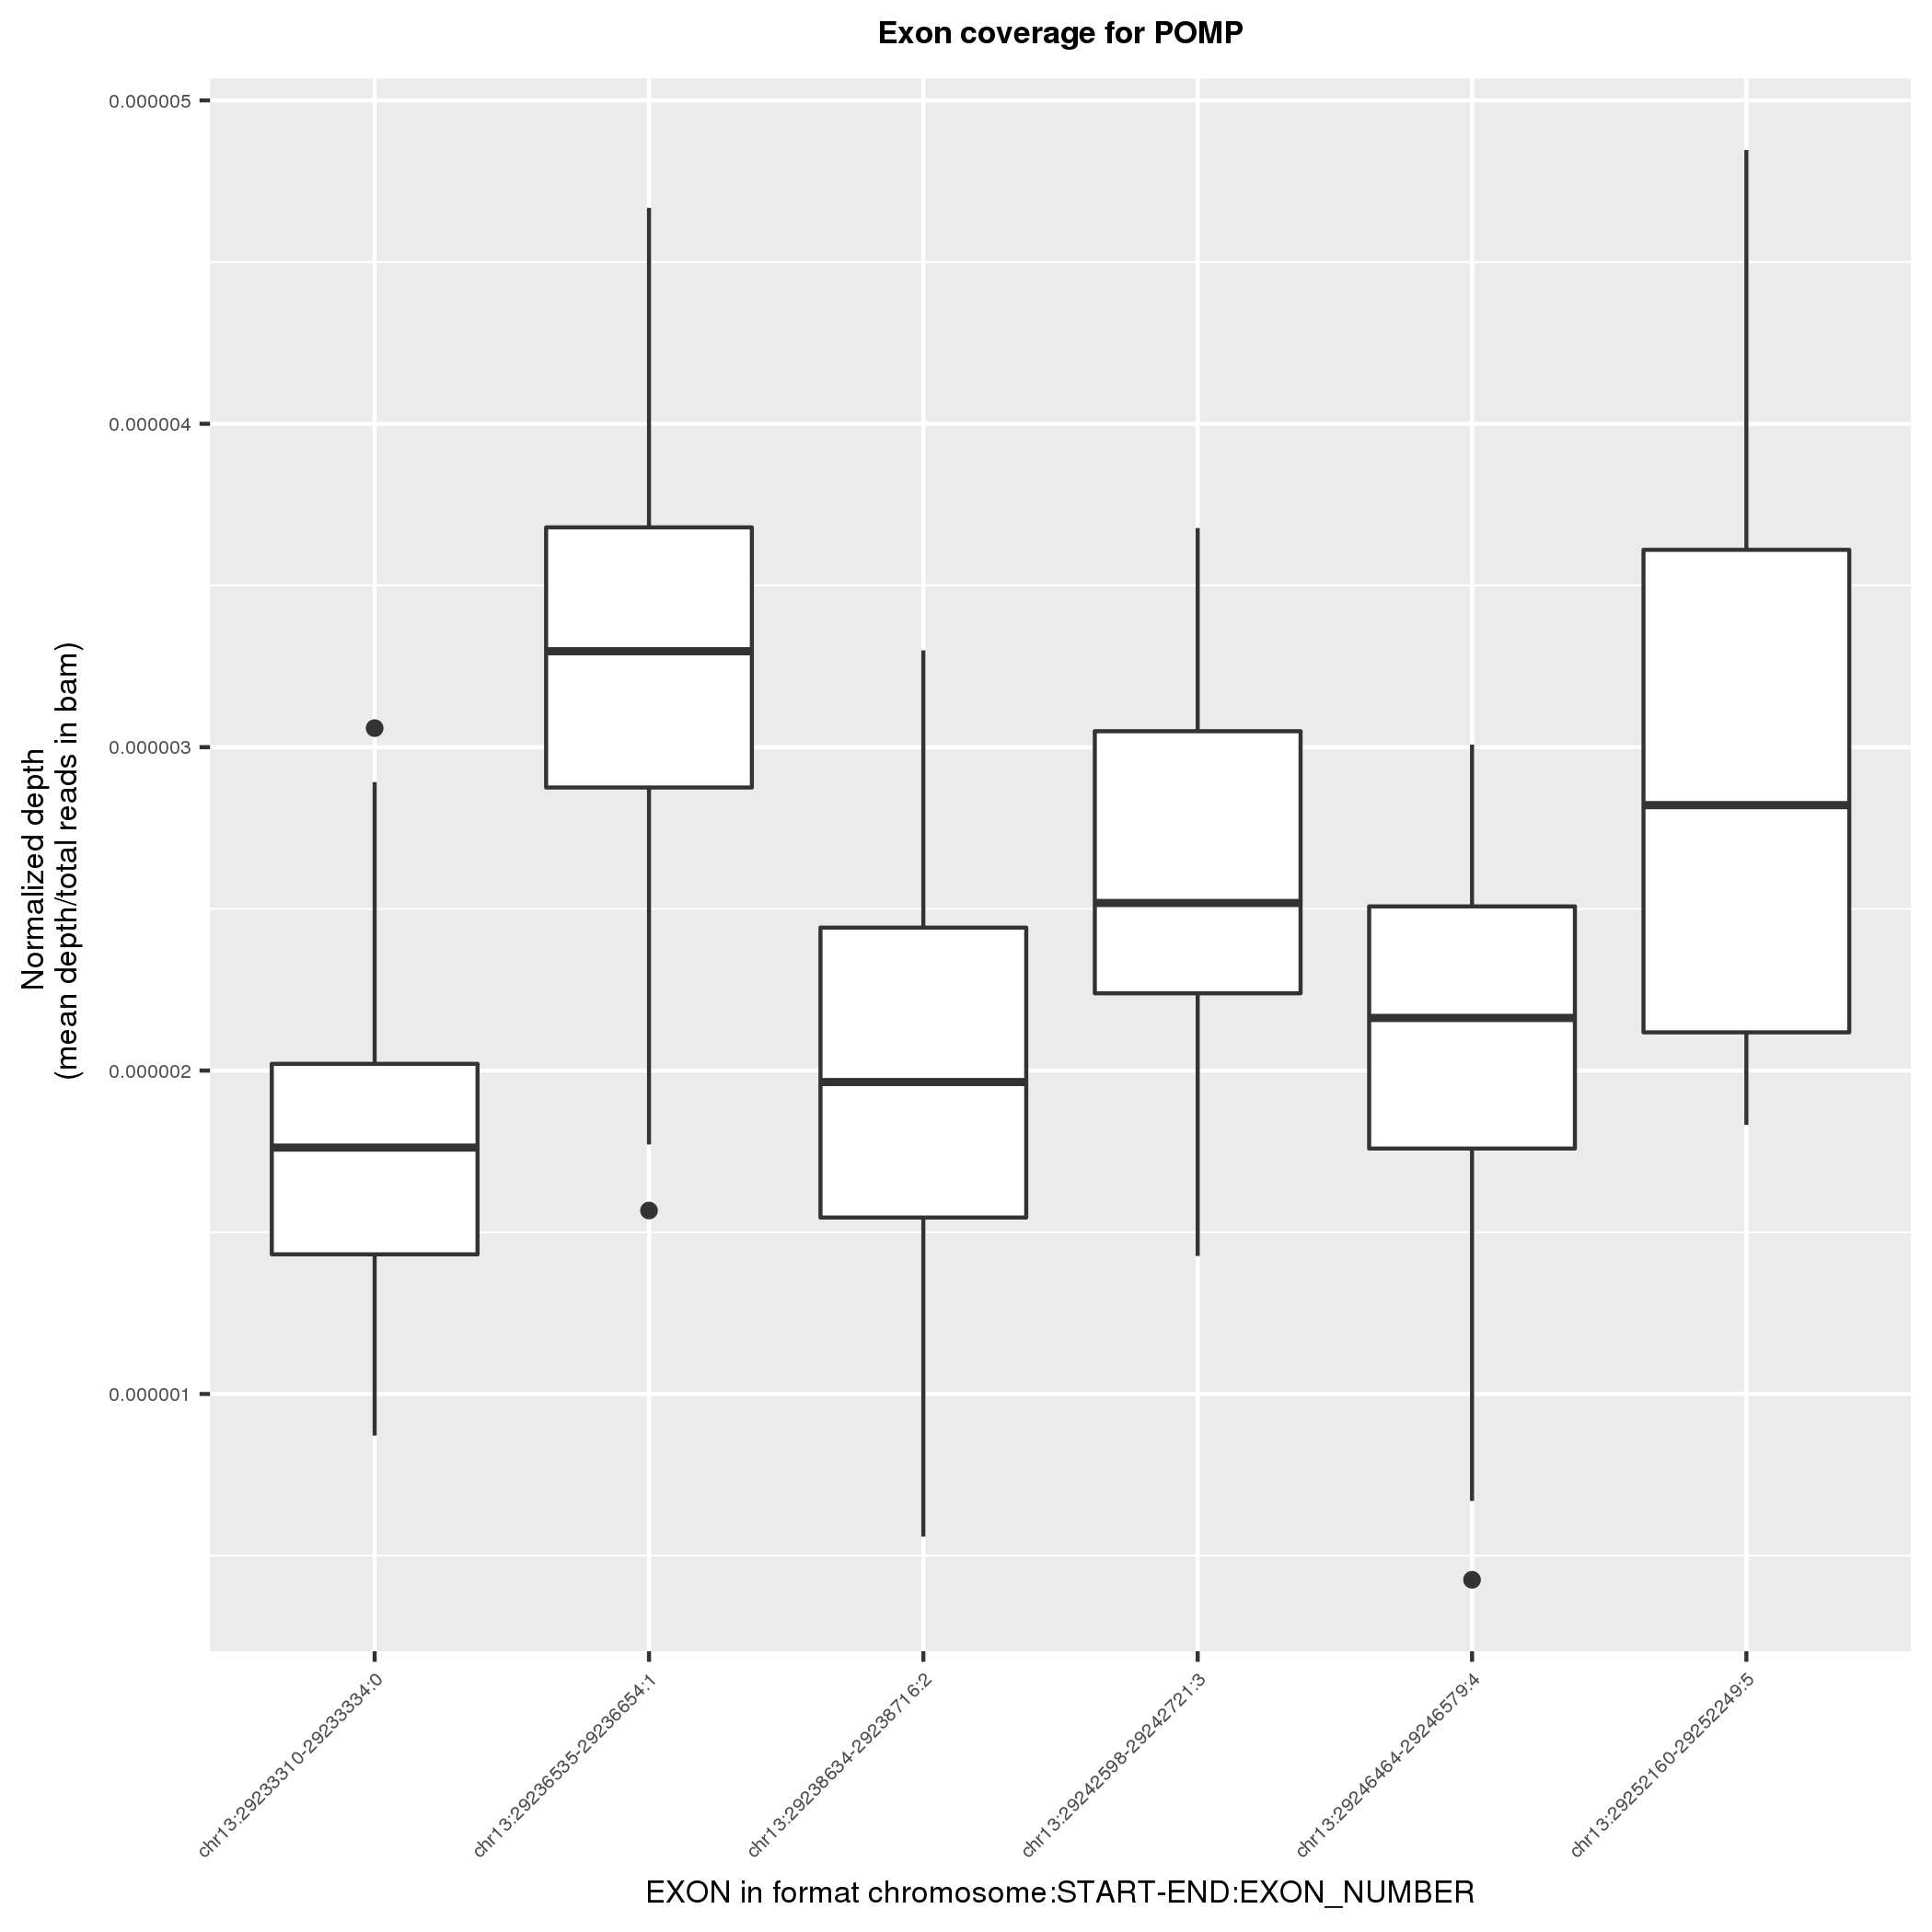 Exon coverage for POMP
0.000005
0.000004
0.000003
0.000002
0.000001
Normalized depth
(mean depth/total reads in bam)
chr13:29233310-29233334:0
chr13:29236535-29236654:1
chr13:29238634-29238716:2
chr13:29242598-29242721:3
chr13:29246464-29246579:4
chr13:29252160-29252249:5
EXON in format chromosome:START-END:EXON_NUMBER